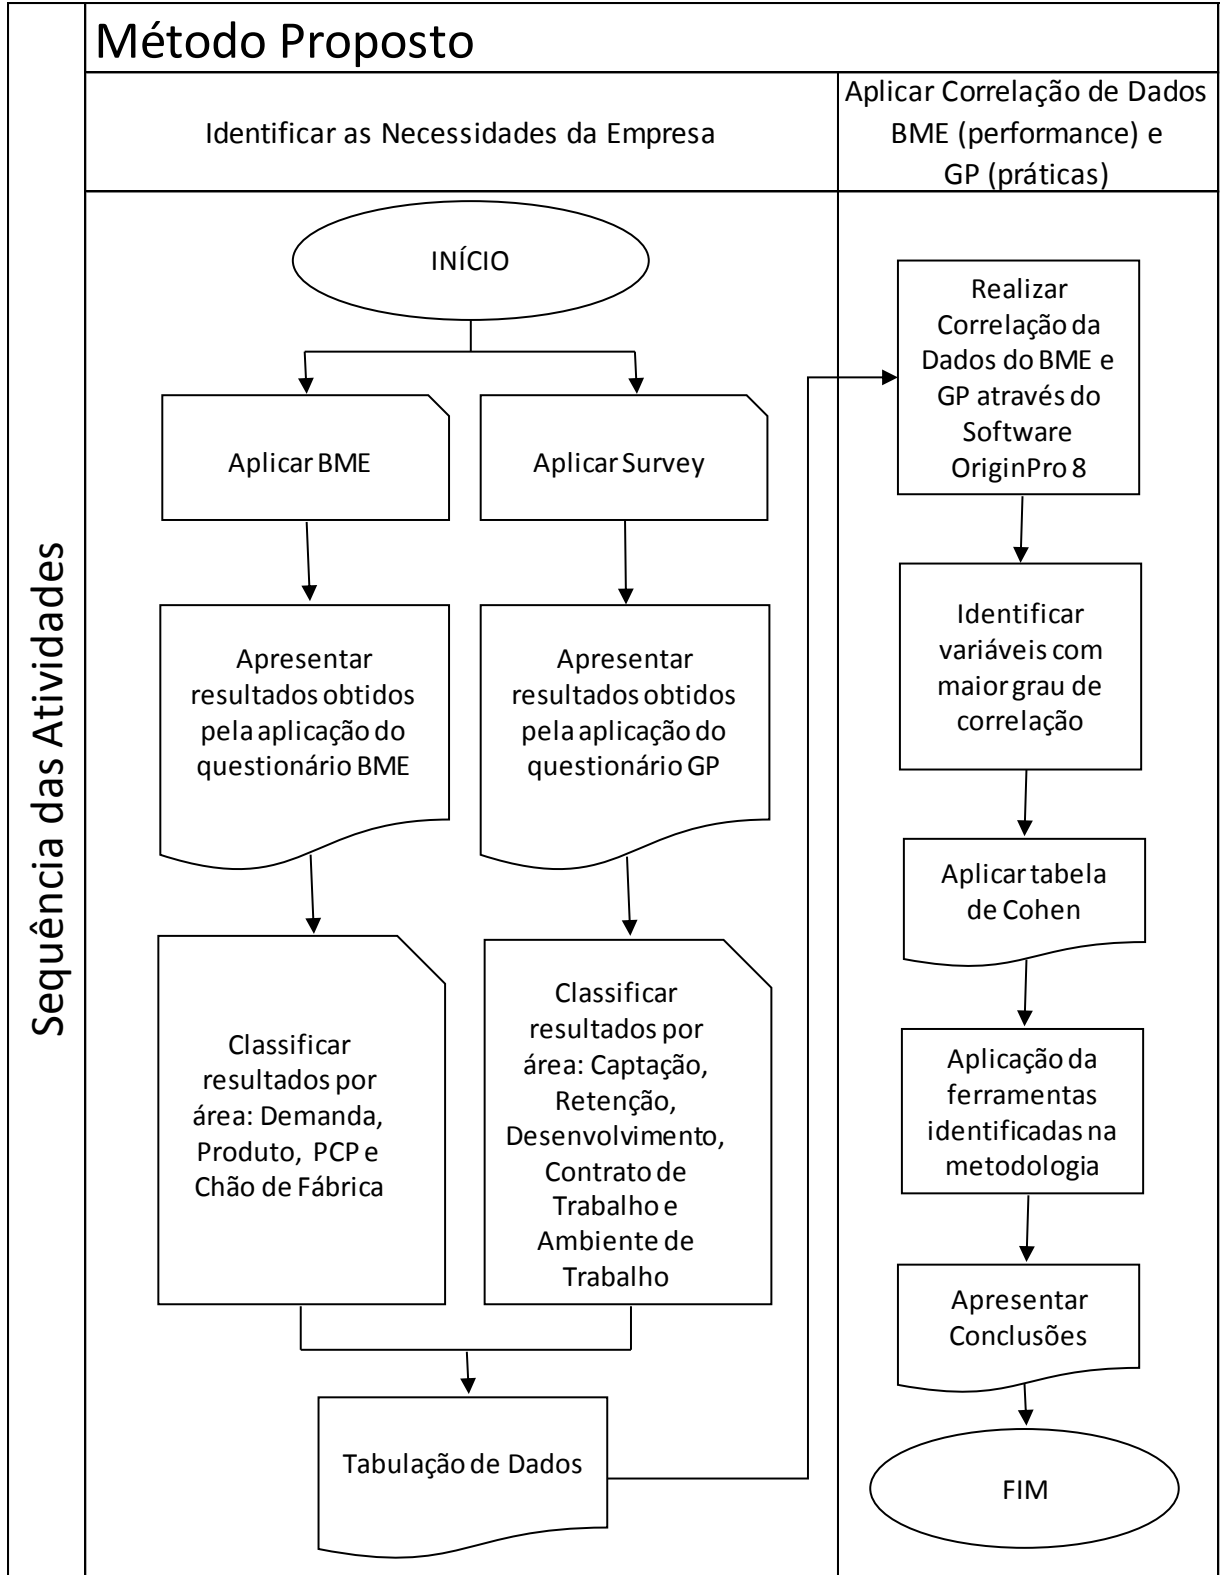 Método Proposto
Sequência das Atividades
Identificar as Necessidades da Empresa
Aplicar Correlação de Dados
BME (performance) e
GP (práticas)
INÍCIO
Aplicar BME
Aplicar Survey
Apresentar
resultados obtidos
pela aplicação do
questionário BME
Apresentar
resultados obtidos
pela aplicação do
questionário GP
Classificar
resultados por
área: Demanda,
Produto, PCP e
Chão de Fábrica
Classificar
resultados por
área: Captação,
Retenção,
Desenvolvimento,
Contrato de
Trabalho e
Ambiente de
Trabalho
Tabulação de Dados
Realizar
Correlação da
Dados do BME e
GP através do
Software
OriginPro 8
Identificar
variáveis com
maior grau de
correlação
Aplicar tabela
de Cohen
Aplicação da
ferramentas
identificadas na
metodologia
Apresentar
Conclusões
FIM